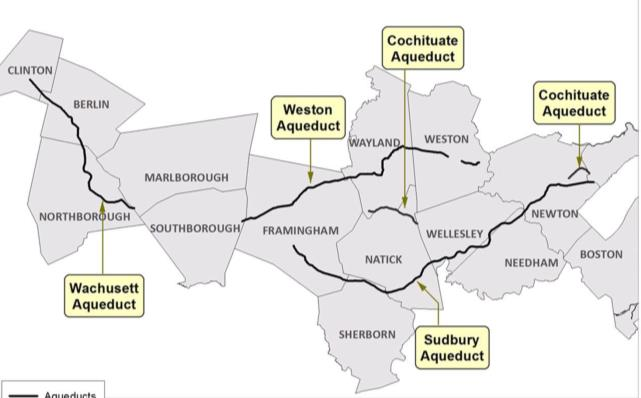 Cochituate
Aqueduct
CLINTON
BERLIN
Weston
Aqueduct
Cochituate
Aqueduct
WAYLAND
WESTON
MARLBOROUGH
NORTHBOROUGH
SOUTHBOROUGH
FRAMINGHAM
NATICK
WELLESLEY
NEWTON
NEEDHAM
BOSTON
Wachusett
Aqueduct
SHERBORN
Sudbury
Aqueduct
Aqueducts